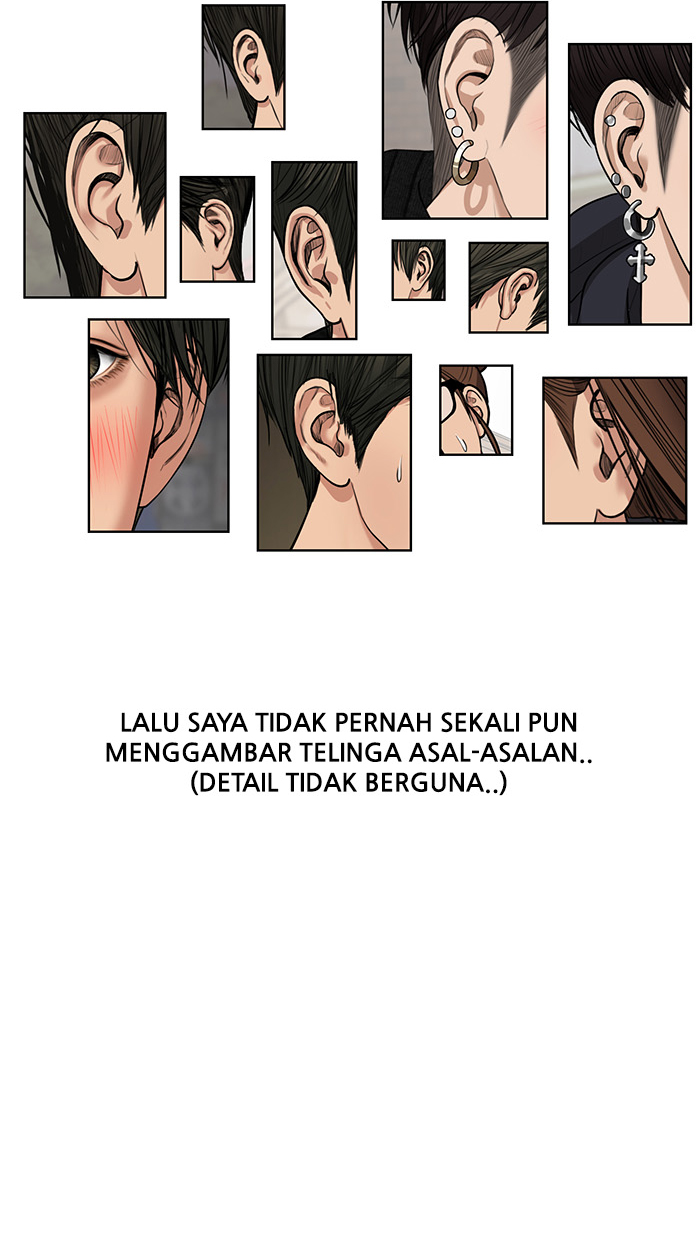 LALU SAYA TIDAK PERNAH SEKALI PUN
MENGGAMBAR TELINGA ASAL-ASALAN..
(DETAIL TIDAK BERGUNA..)